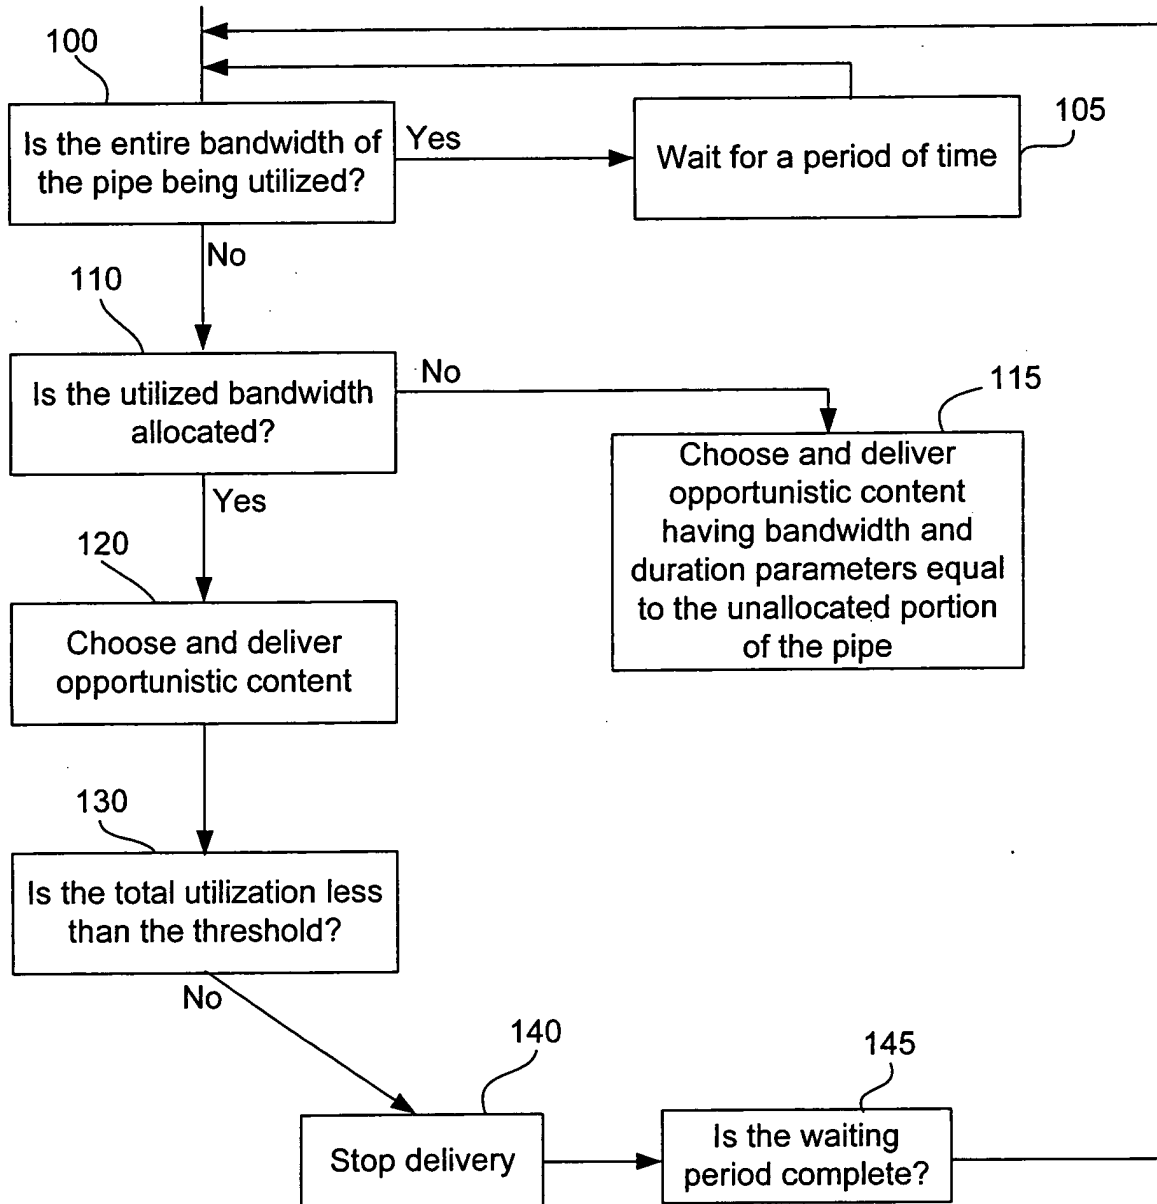 100
Is the entire bandwidth of
the pipe being utilized?
Yes
Wait for a period of time
105
No
110
Is the utilized bandwidth
allocated?
No
115
Choose and deliver
opportunistic content
having bandwidth and
duration parameters equal
to the unallocated portion
of the pipe
Yes
120
Choose and deliver
opportunistic content
130
Is the total utilization less
than the threshold?
No
140
Stop delivery
145
Is the waiting
period complete?